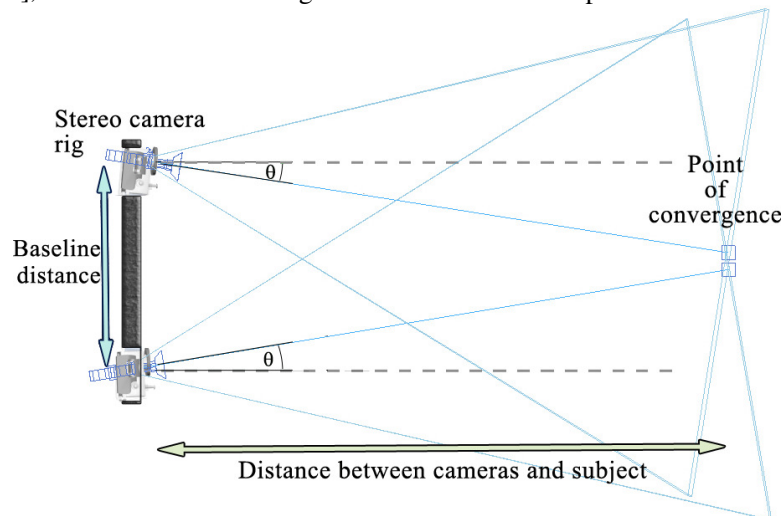 Stereo camera
rig
θ
Point
of
convergence
Baseline
distance
θ
Distance between cameras and subject